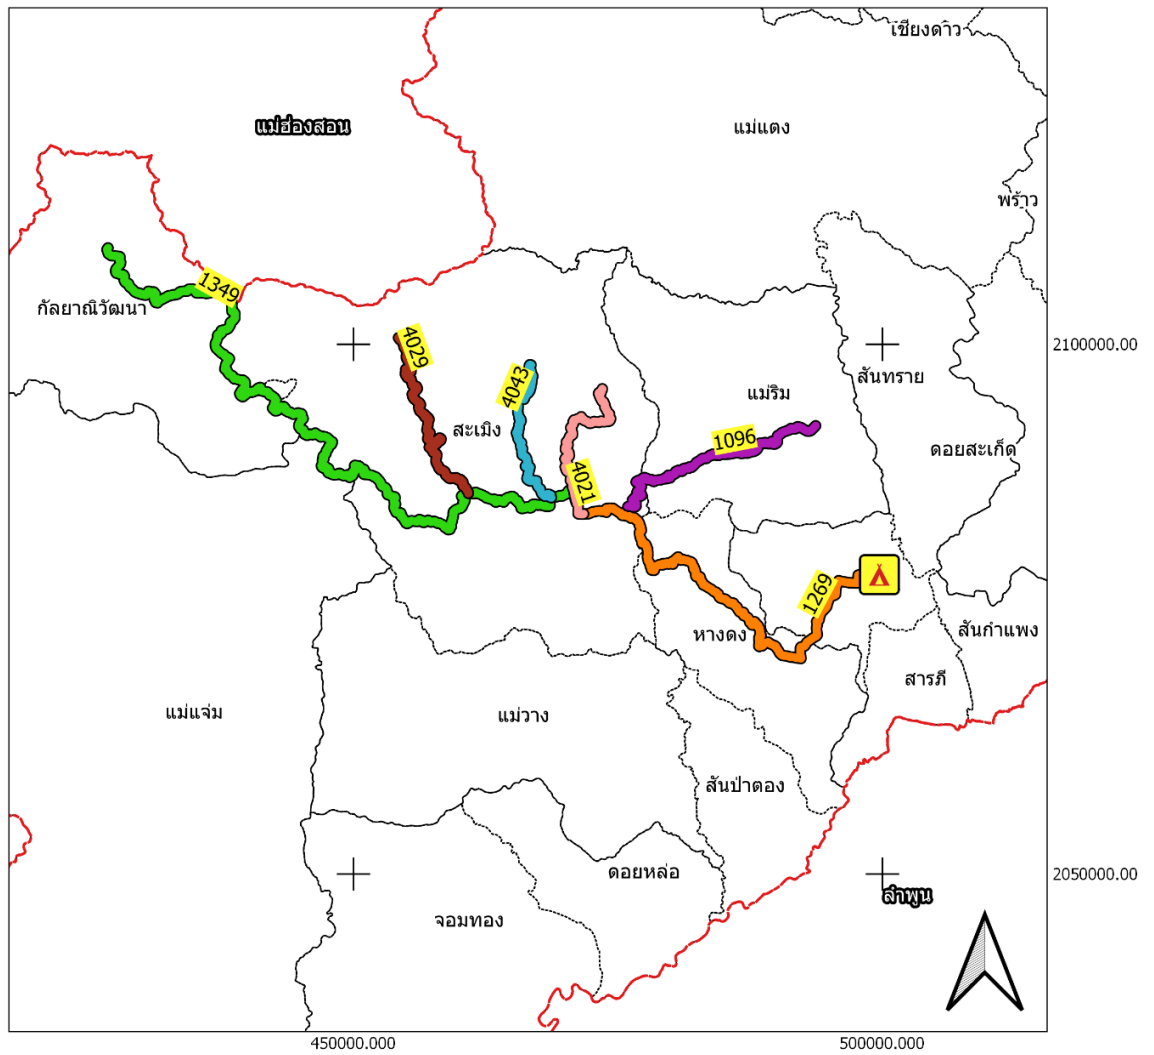 เชียงดาว
แม่ฮ่องสอน
แม่แตง
พร้าว
1349
กัลยาณิวัฒนา
4029
2100000.00
4043
สันทราย
แม่ริม
สะเมิง
1096
ดอยสะเก็ด
4021
1269
หางดง
สันกำแพง
สารภี
แม่แจ่ม
แม่วาง
สันป่าตอง
ดอยหล่อ
2050000.00
ลำพูน
จอมทอง
450000.000
500000.000